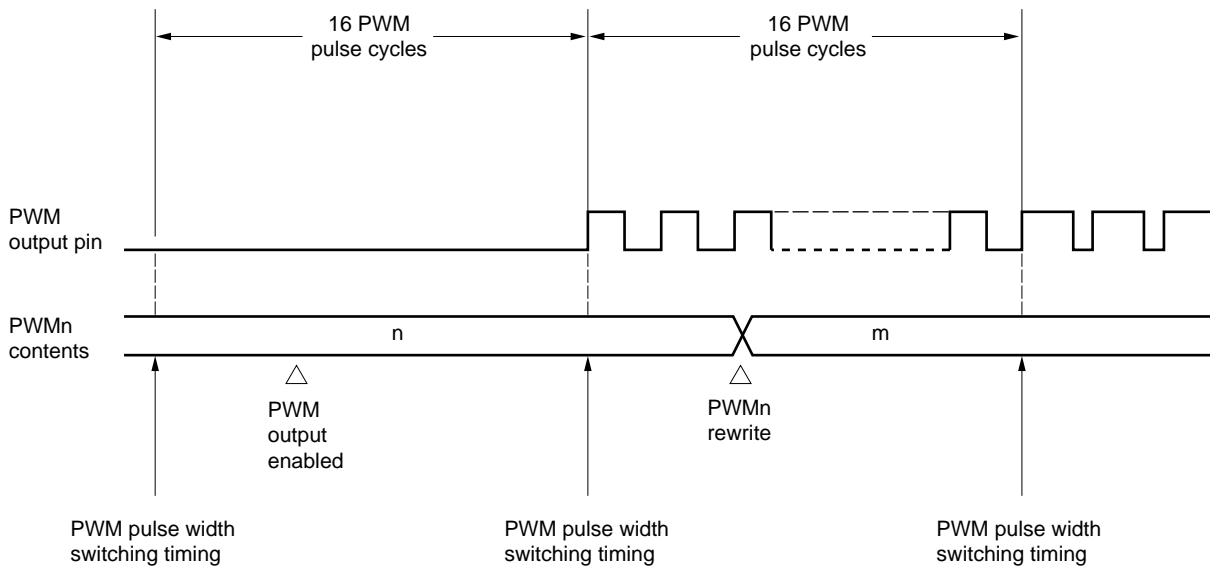 16 PWM
pulse cycles
16 PWM
pulse cycles
PWM
output pin
PWMn
contents
n
m
PWM
output
enabled
PWMn
rewrite
PWM pulse width
switching timing
PWM pulse width
switching timing
PWM pulse width
switching timing